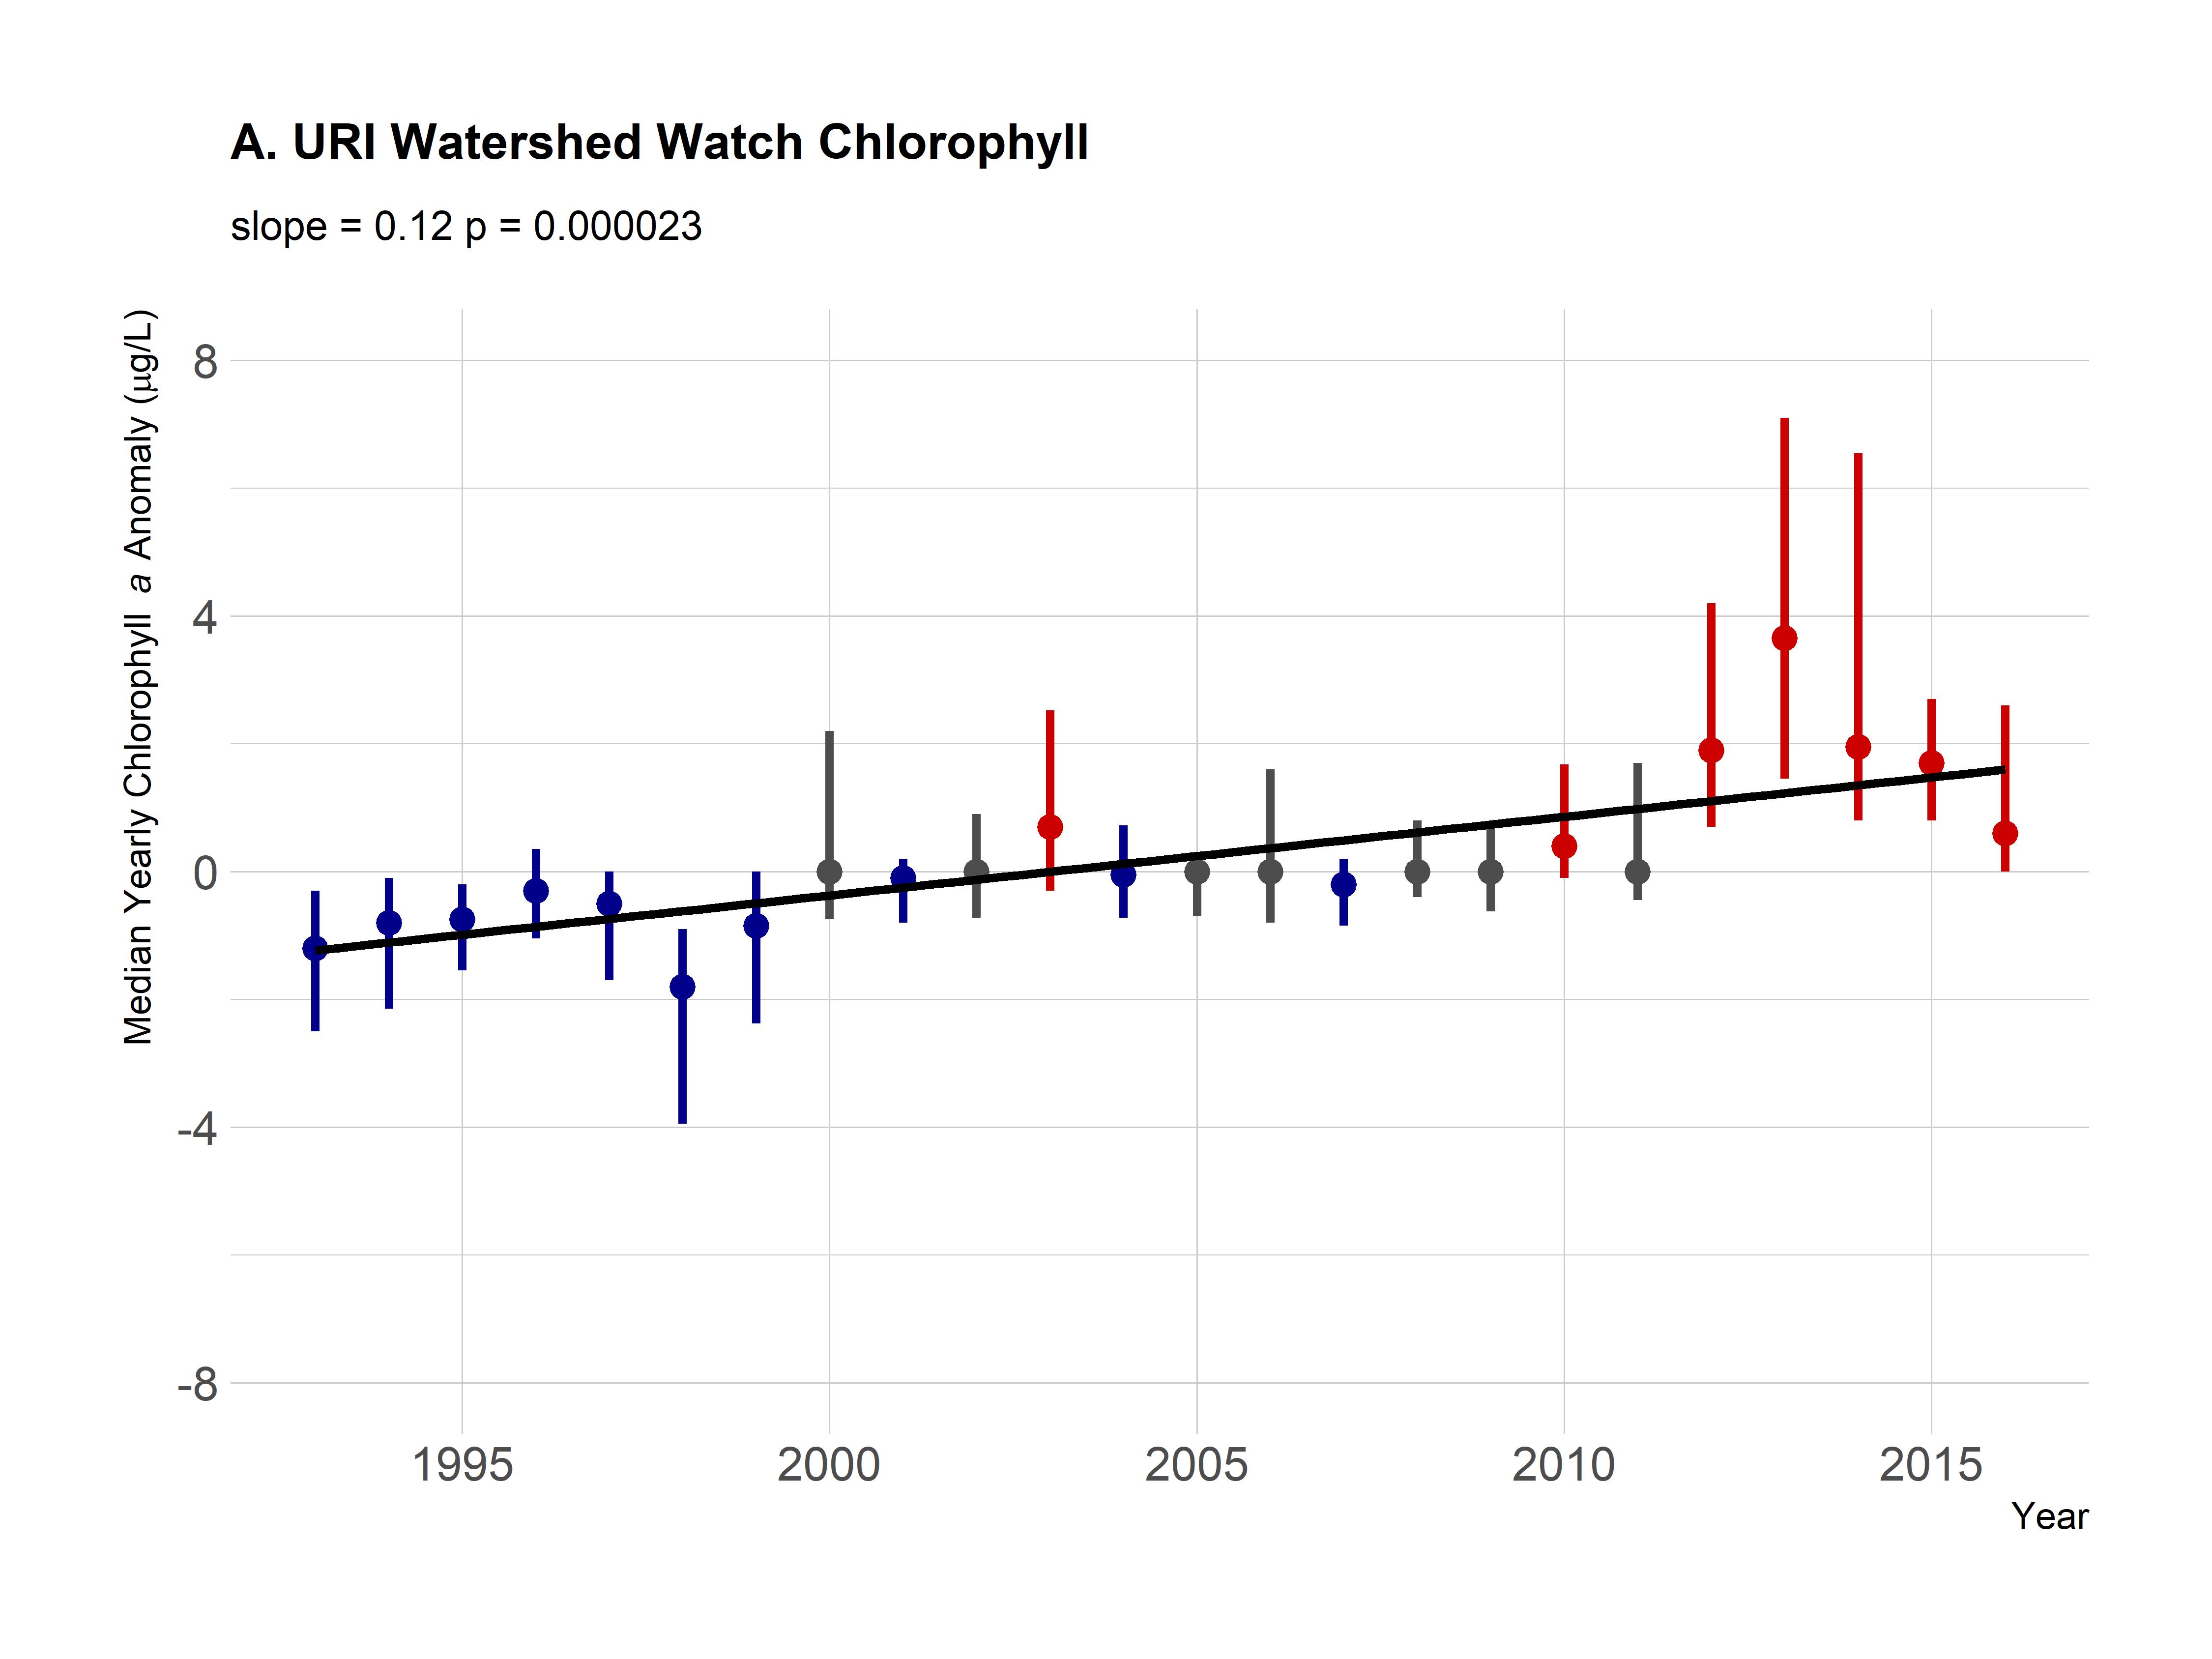 A. URI Watershed Watch Chlorophyll
slope = 0.12 p = 0.000023
Median Yearly Chlorophyll a Anomaly (μg/L)
8
4
0
-4
-8
1995 2000 2005 2010 2015
Year